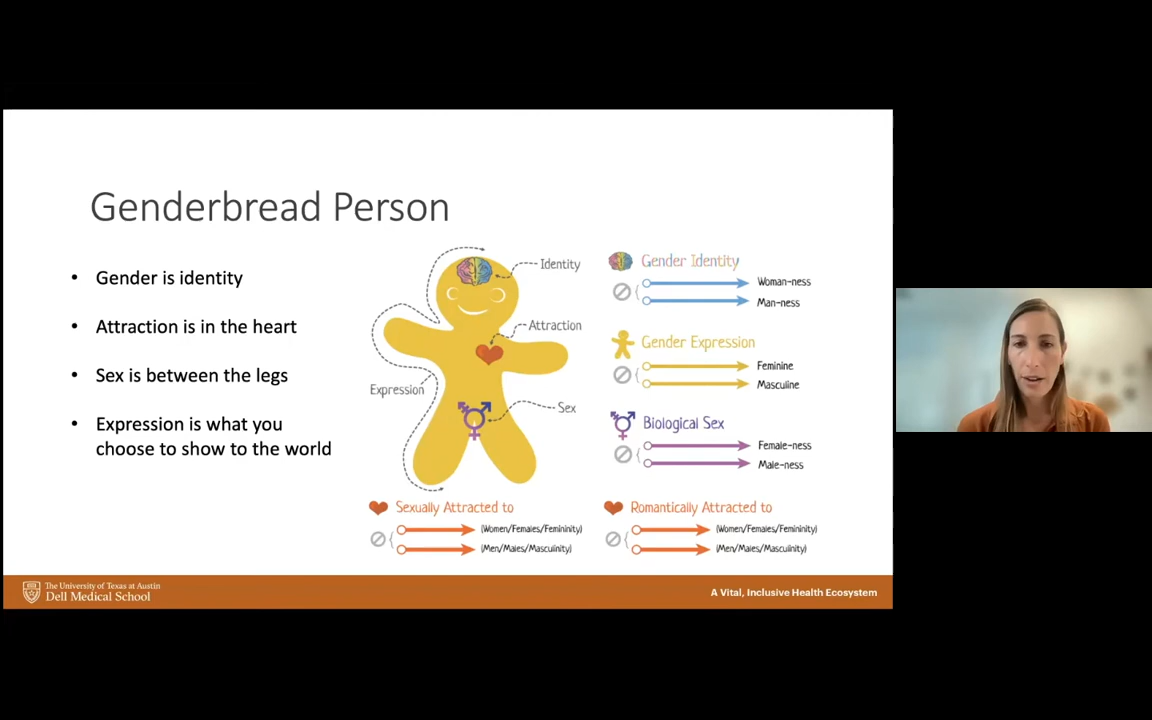 Genderbread Person
• Gender is identity
• Attraction is in the heart
• Sex is between the legs
• Expression is what you
choose to show to the world
Identity
Attraction
Expression
Sex
Gender Identity
Woman-ness
Man-ness
Gender Expression
Feminine
Masculine
Biological Sex
Female-ness
Male-ness
Sexually Attracted to
(Women/Females/Femininity)
(Men/Males/Masculinity)
Romantically Attracted to
(Women/Females/Femininity)
(Men/Males/Masculinity)
The University of Texas at Austin
Dell Medical School
A Vital, Inclusive Health Ecosystem